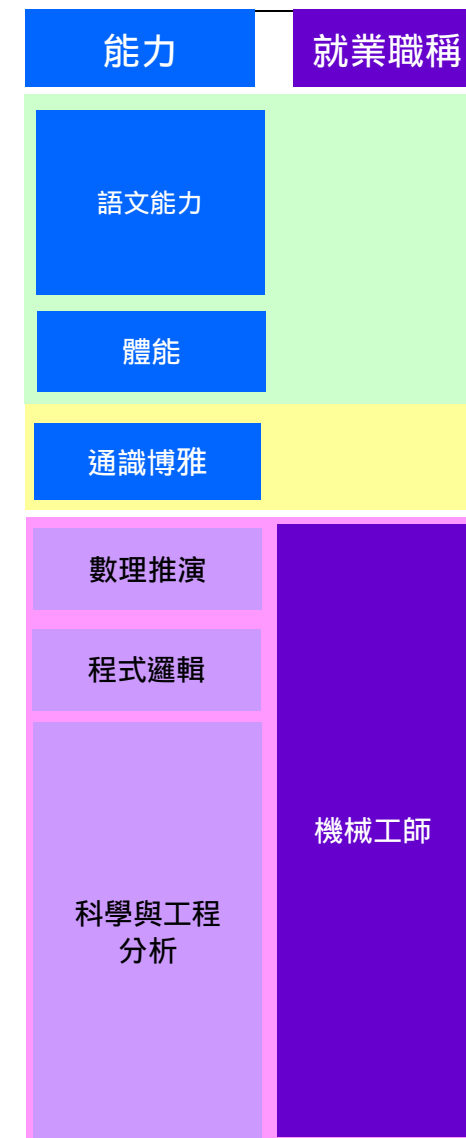 能力
就業職稱
語文能力
體能
通識博雅
數理推演
程式邏輯
機械工師
科學與工程
分析